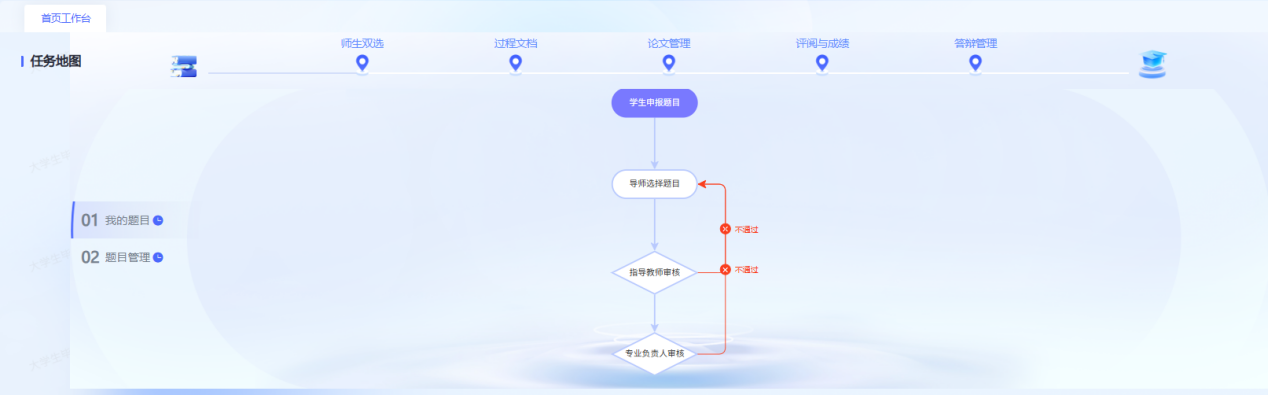 首页工作台
任务地图
师生双选
过程文档
论文管理
评阅与成绩
答辩管理
学生申报题目
导师选择题目
不通过
01 我的题目
02 题目管理
指导教师审核
不通过
专业负责人审核